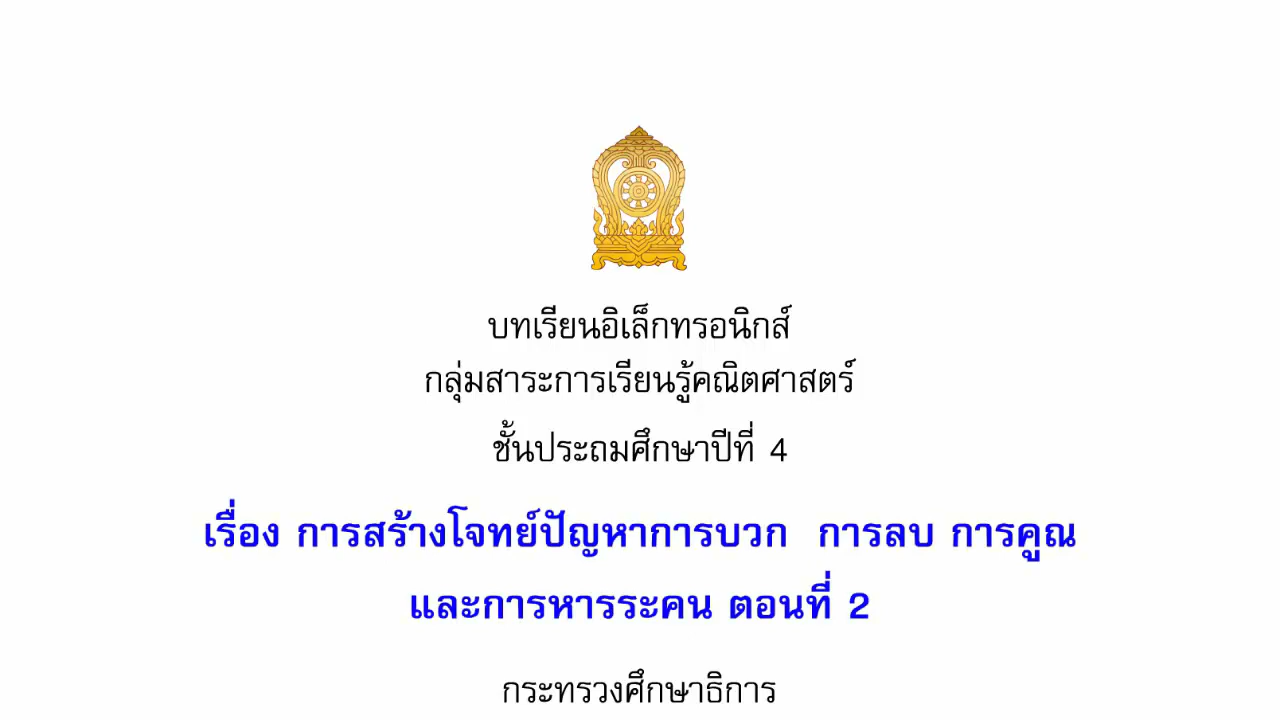 บทเรียนอิเล็กทรอนิกส์
กลุ่มสาระการเรียนรู้คณิตศาสตร์
ชั้นประถมศึกษาปีที่ 4
เรื่อง การสร้างโจทย์ปัญหาการบวก การลบ การคูณ
และการหารระคน ตอนที่ 2
กระทรวงศึกษาธิการ